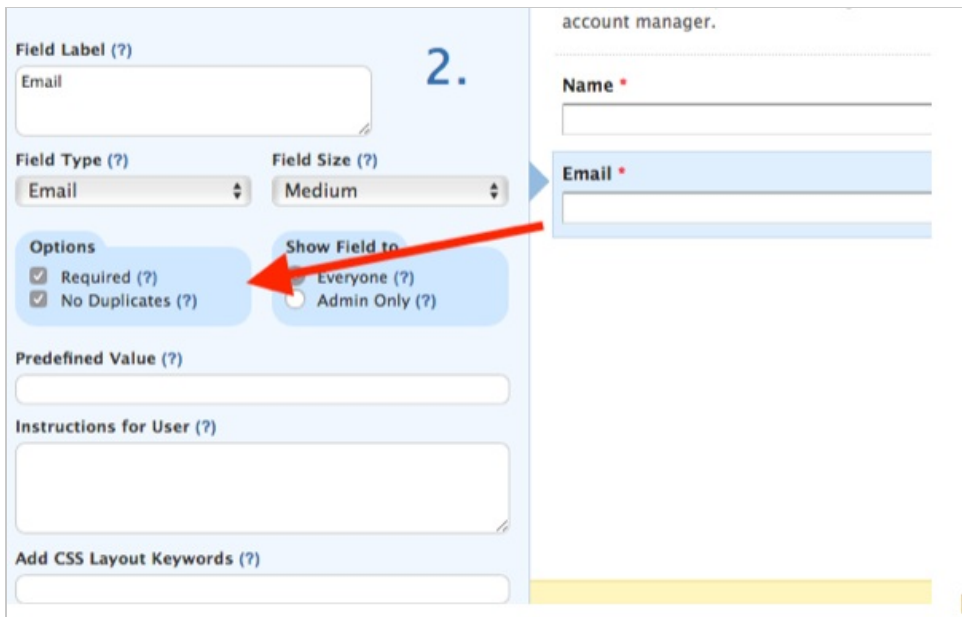 account manager.
Field Label (?)
2.
Email
Name *
Field Type (?)
Field Size (?)
Email
Medium
Email *
Options
Required (?)
No Duplicates (?)
Show Field to
Everyone (?)
Admin Only (?)
Predefined Value (?)
Instructions for User (?)
Add CSS Layout Keywords (?)